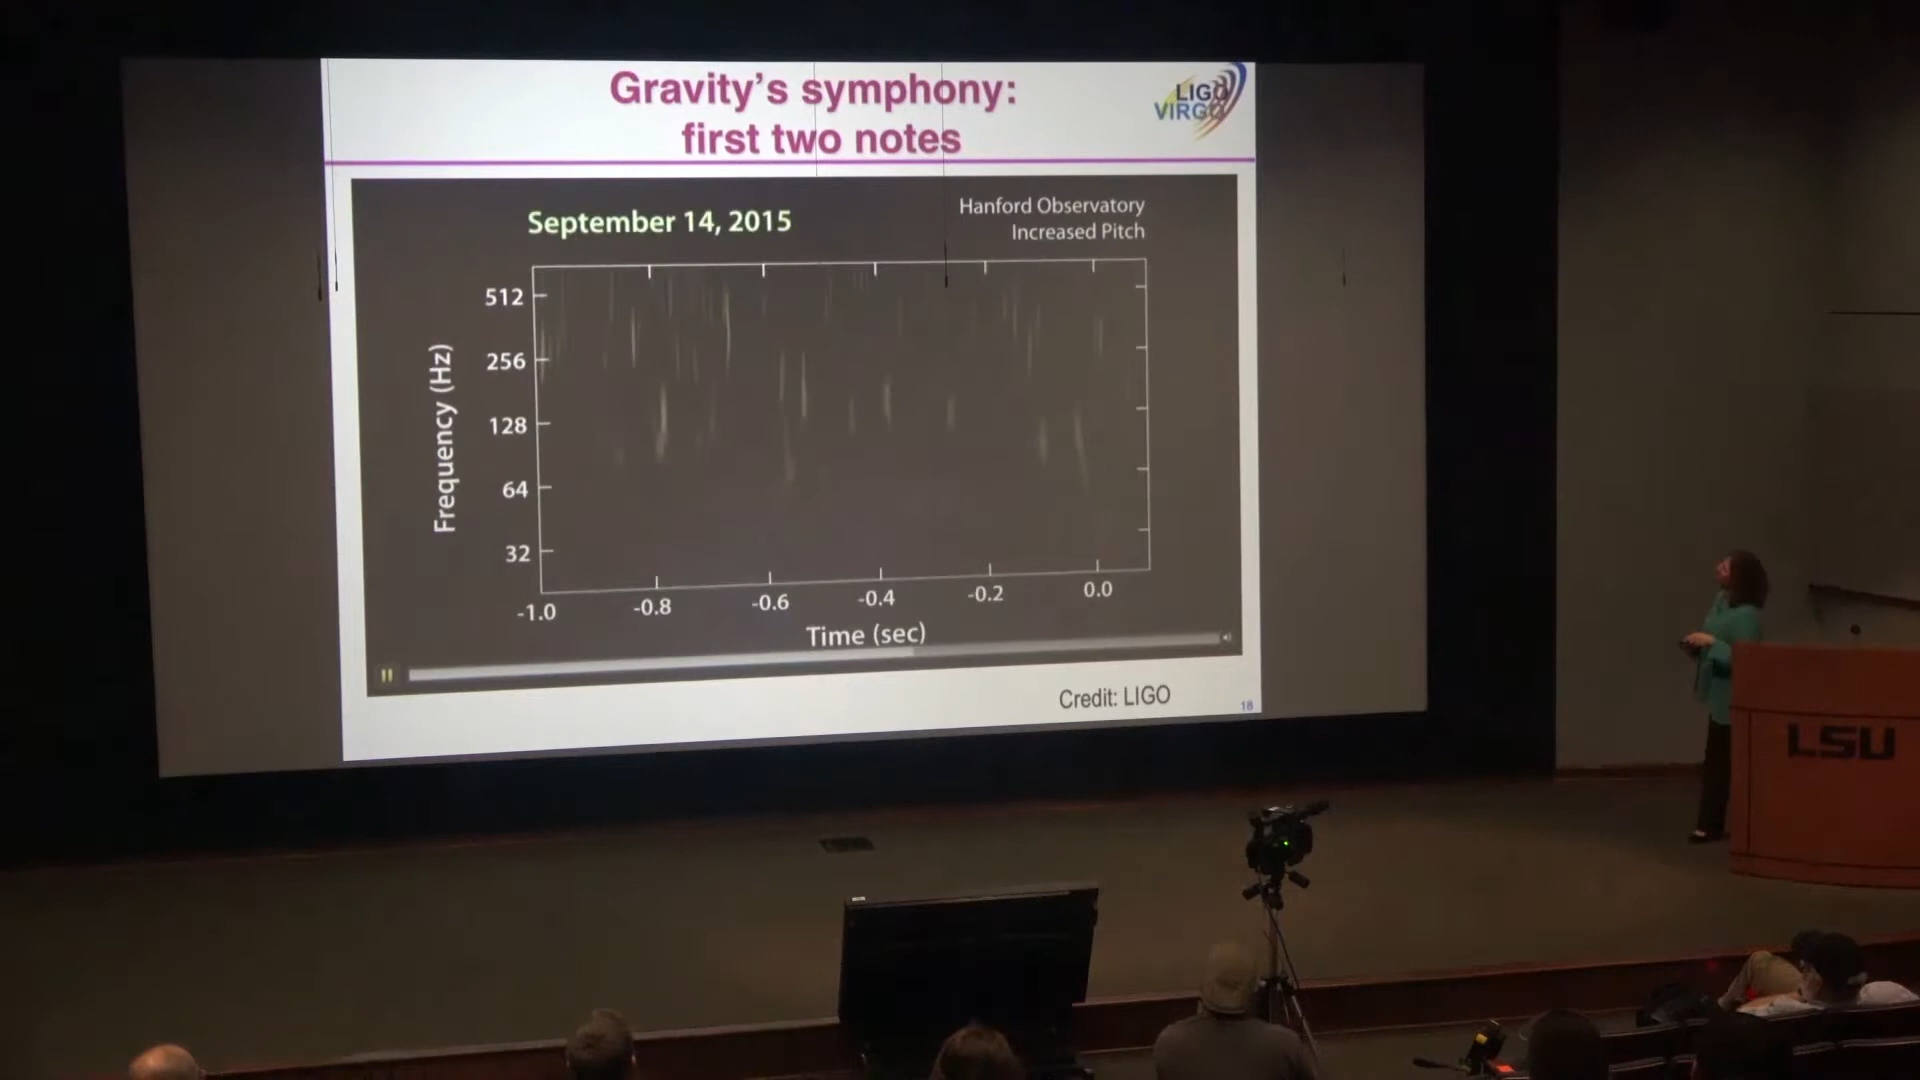 Gravity's symphony:
first two notes
LIGO
VIRGO
September 14, 2015
Hanford Observatory
Increased Pitch
512
256
128
64
32
Frequency (Hz)
-1.0 -0.8 -0.6 -0.4 -0.2 0.0
Time (sec)
Credit: LIGO
18
LSU